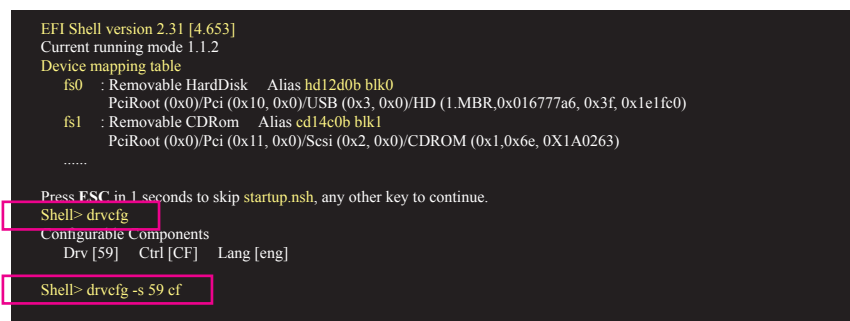 EFI Shell version 2.31 [4.653]
Current running mode 1.1.2
Device mapping table
fs0 : Removable HardDisk Alias hd12d0b blk0
PciRoot (0x0)/Pci (0x10, 0x0)/USB (0x3, 0x0)/HD (1.MBR,0x016777a6, 0x3f, 0x1e1fc0)
fs1 : Removable CDRom Alias cd14c0b blk1
PciRoot (0x0)/Pci (0x11, 0x0)/Scsi (0x2, 0x0)/CDROM (0x1,0x6e, 0X1A0263)
......
Press ESC in 1 seconds to skip startup.nsh, any other key to continue.
Shell> drvcfg
Configurable Components
Drv [59] Ctrl [CF] Lang [eng]
Shell> drvcfg -s 59 cf